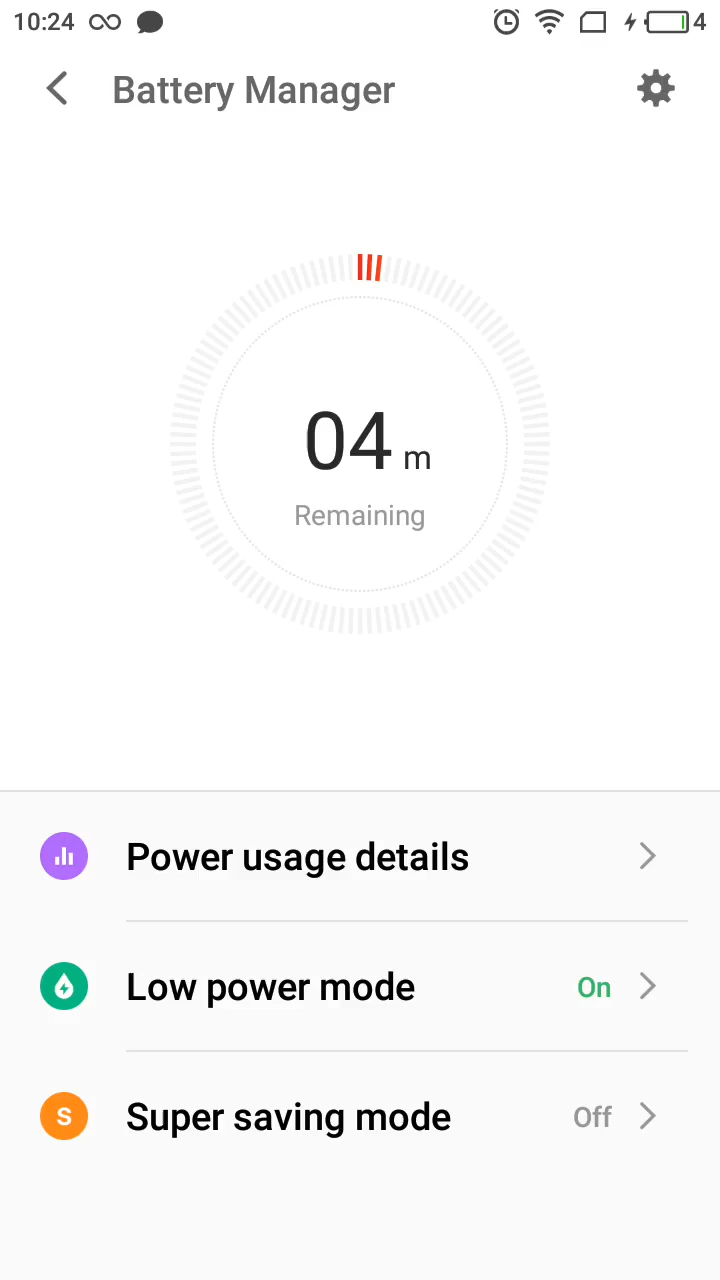 10:24 4
Battery Manager
04 m
Remaining
Power usage details
Low power mode On
S Super saving mode Off